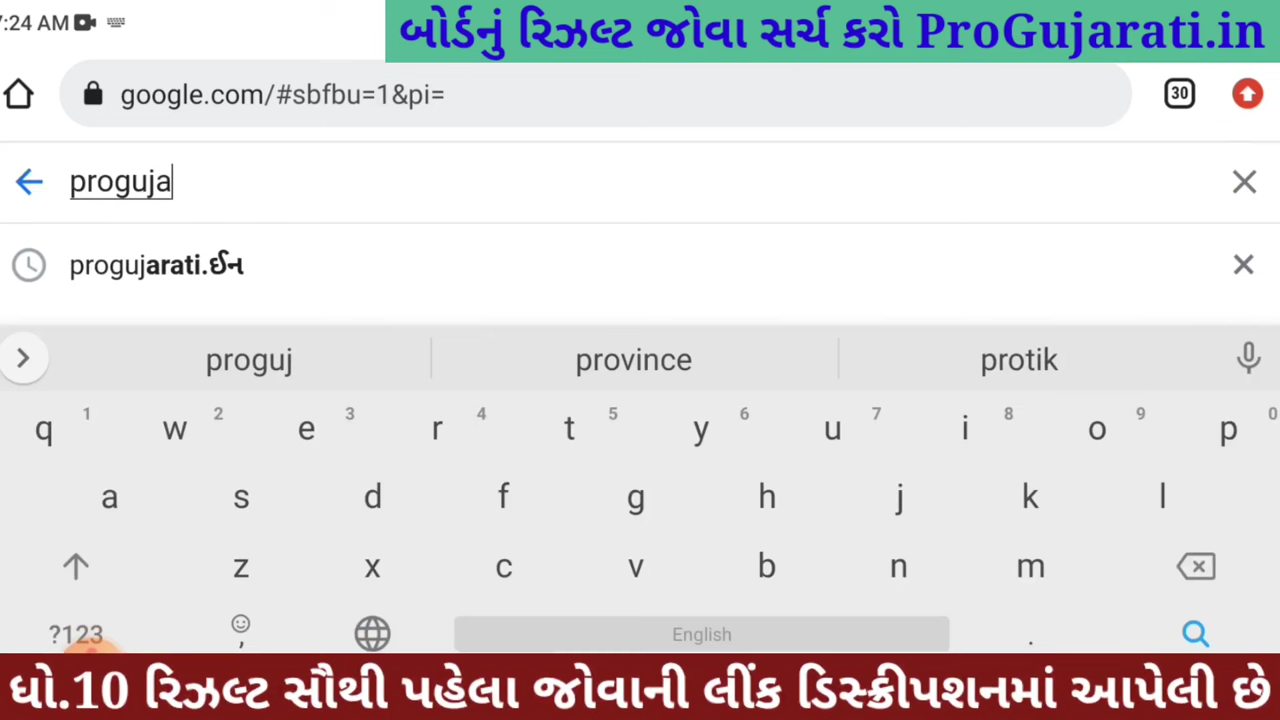 :24 AM
બોર્ડનું રિઝલ્ટ જોવા સર્ચ કરો ProGujarati.in
google.com/#sbfbu=1&pi=
30
proguja
progujarati.ઈન
proguj province protik
q 1 w 2 e 3 r 4 t 5 y 6 u 7 i 8 o 9 p 0
a s d f g h j k l
z x c v b n m
?123 , English .
ધો.10 રિઝલ્ટ સૌથી પહેલા જોવાની લીંક ડિસ્ક્રીપશનમાં આપેલી છે